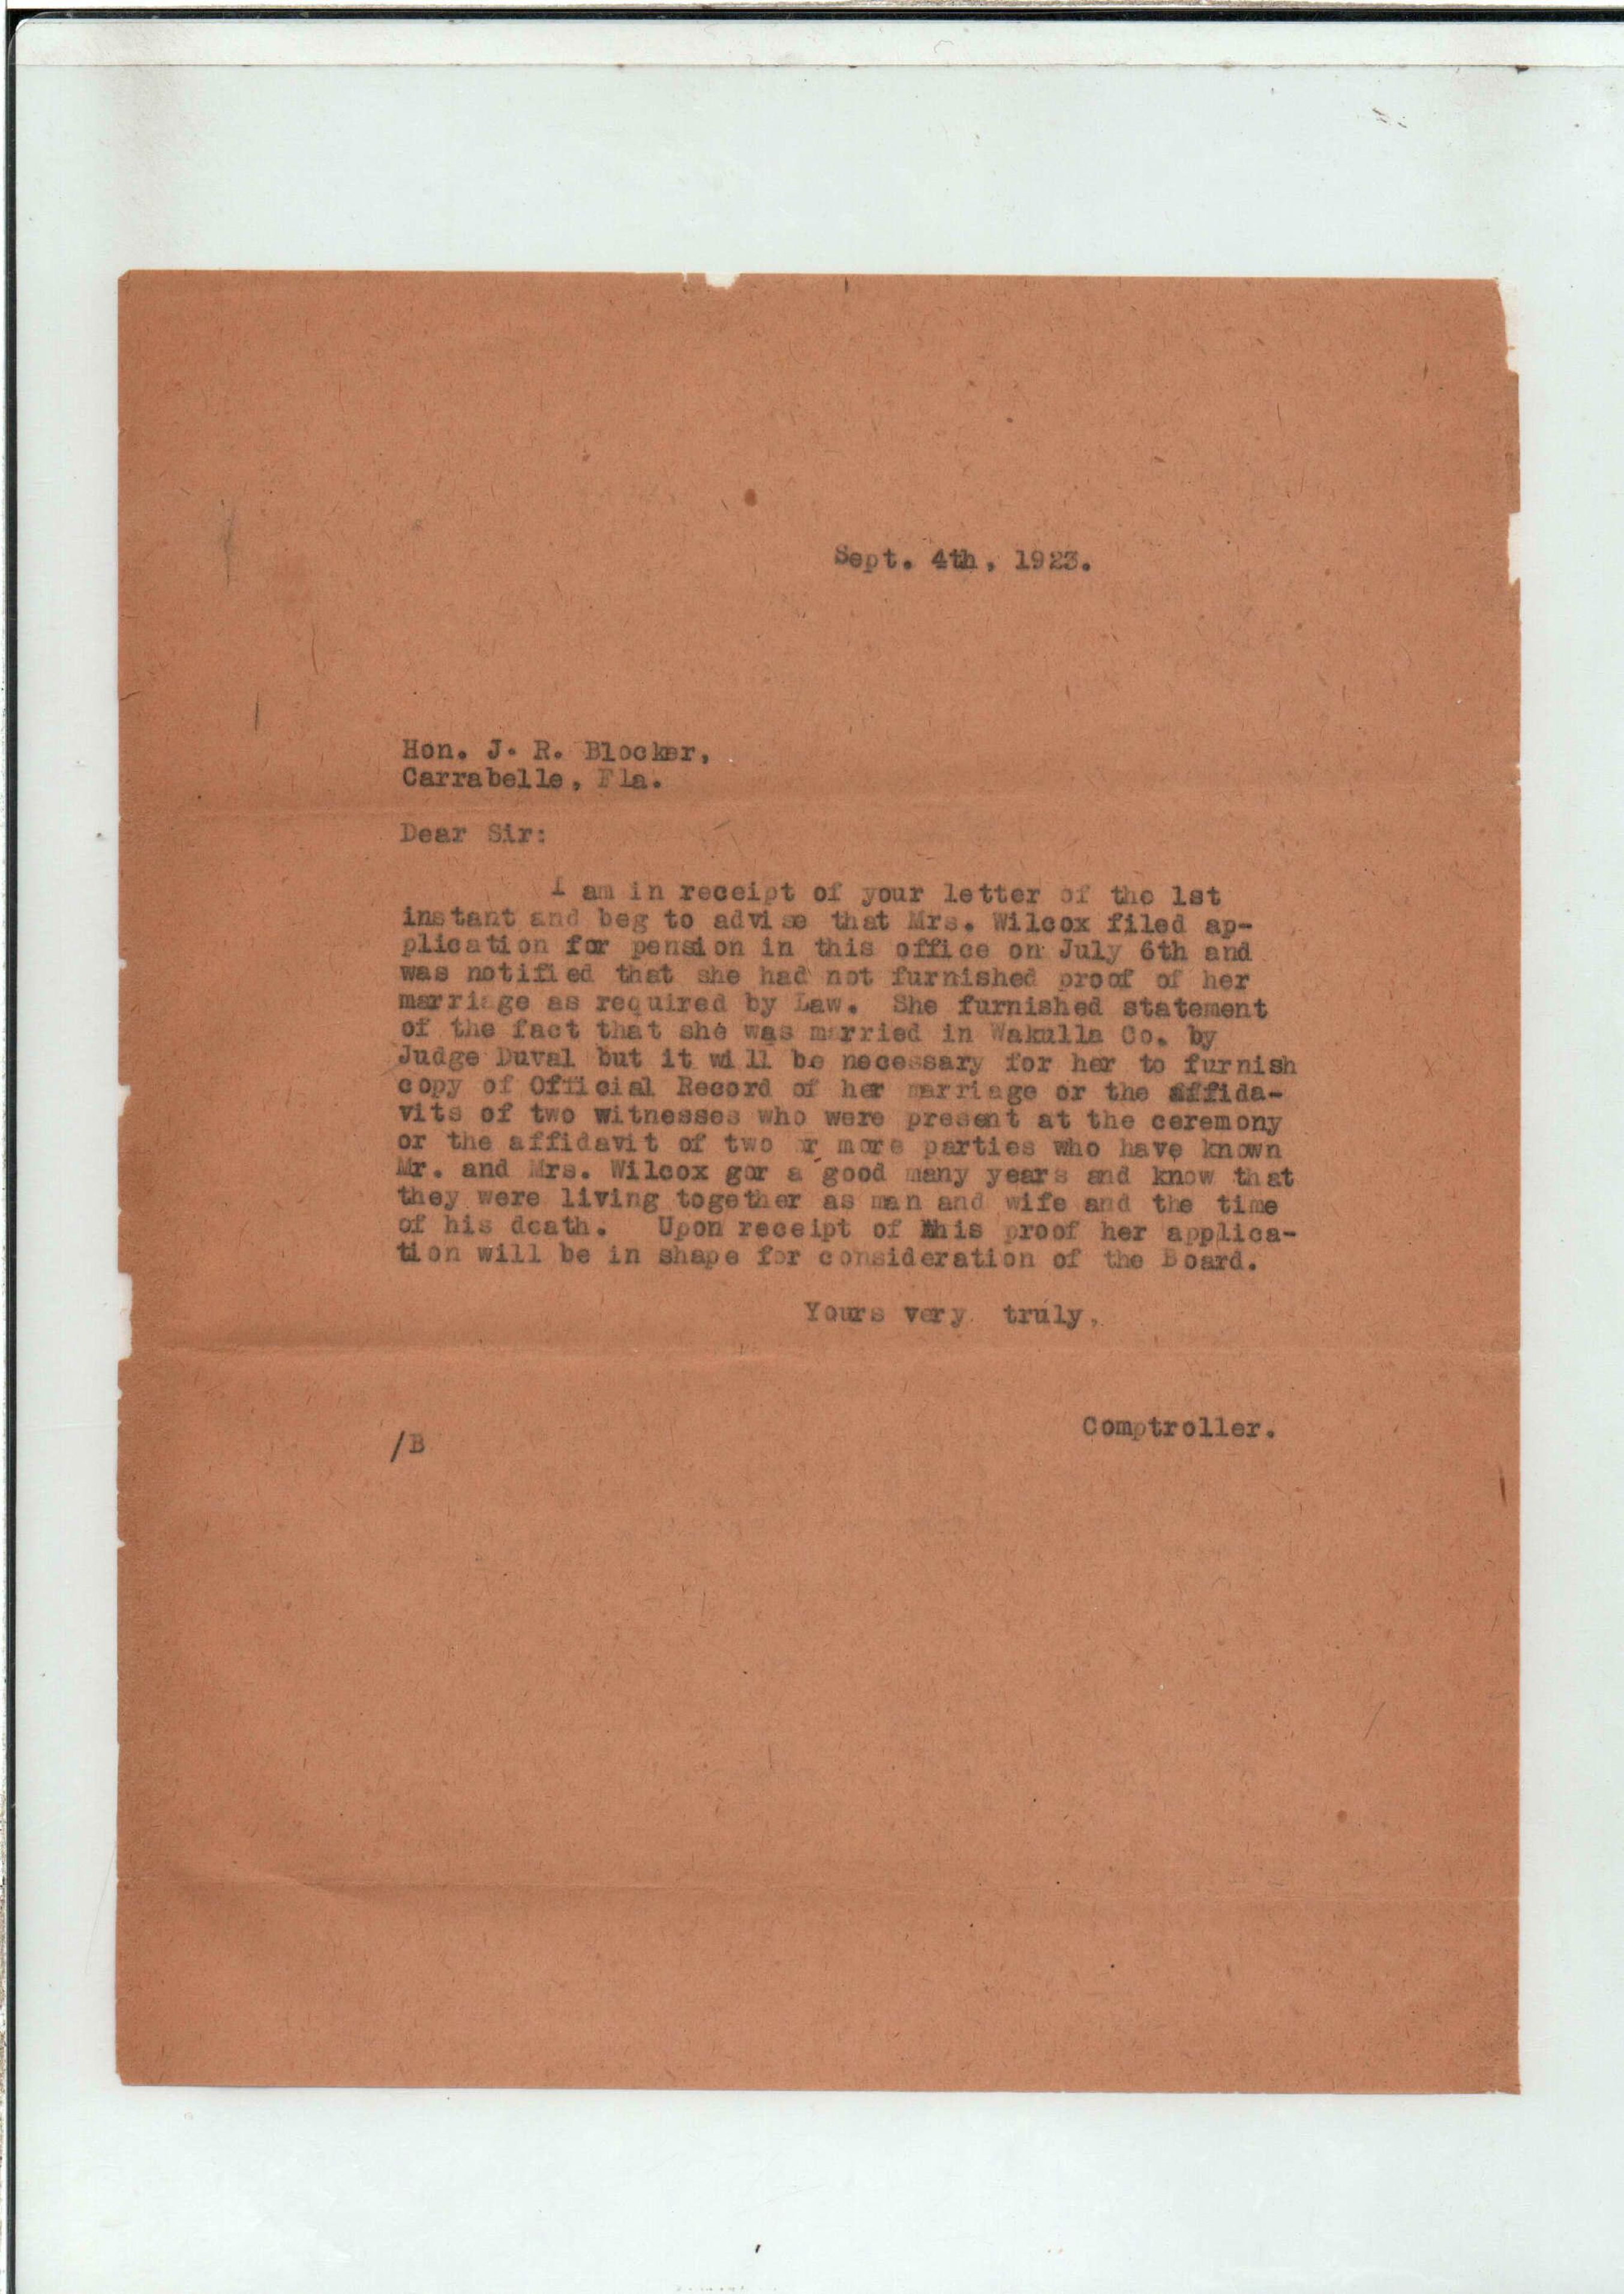 Sept. 4th, 1923.
Hon. J. R. Blocker,
Carrabelle, Fla.
Dear Sir:
I am in receipt of your letter of the 1st
instant and beg to advise that Mrs. Wilcox filed ap-
plication for pension in this office on July 6th and
was notified that she had not furnished proof of her
marriage as required by Law. She furnished statement
of the fact that she was married in Wakulla Co. by
Judge Duval but it will be necessary for her to furnish
copy of Official Record of her marriage or the affida-
vits of two witnesses who were present at the ceremony
or the affidavit of two or more parties who have known
Mr. and Mrs. Wilcox gor a good many years and know that
they were living together as man and wife and the time
of his death. Upon receipt of this proof her applica-
tion will be in shape for consideration of the Board.
Yours very truly,
Comptroller.
/B